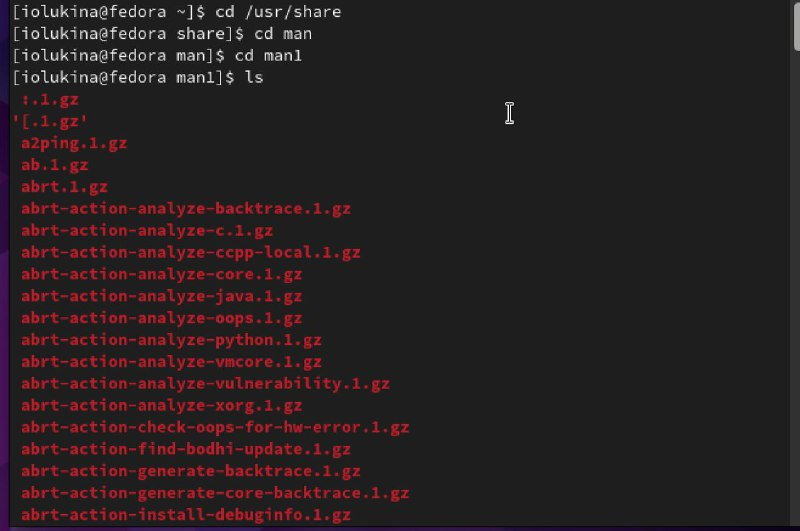 [iolukina@fedora ~]$ cd /usr/share
[iolukina@fedora share]$ cd man
[iolukina@fedora man]$ cd man1
[iolukina@fedora man1]$ ls
:.1.gz
'[.1.gz'
a2ping.1.gz
ab.1.gz
abrt.1.gz
abrt-action-analyze-backtrace.1.gz
abrt-action-analyze-c.1.gz
abrt-action-analyze-ccpp-local.1.gz
abrt-action-analyze-core.1.gz
abrt-action-analyze-java.1.gz
abrt-action-analyze-oops.1.gz
abrt-action-analyze-python.1.gz
abrt-action-analyze-vmcore.1.gz
abrt-action-analyze-vulnerability.1.gz
abrt-action-analyze-xorg.1.gz
abrt-action-check-oops-for-hw-error.1.gz
abrt-action-find-bodhi-update.1.gz
abrt-action-generate-backtrace.1.gz
abrt-action-generate-core-backtrace.1.gz
abrt-action-install-debuginfo.1.gz